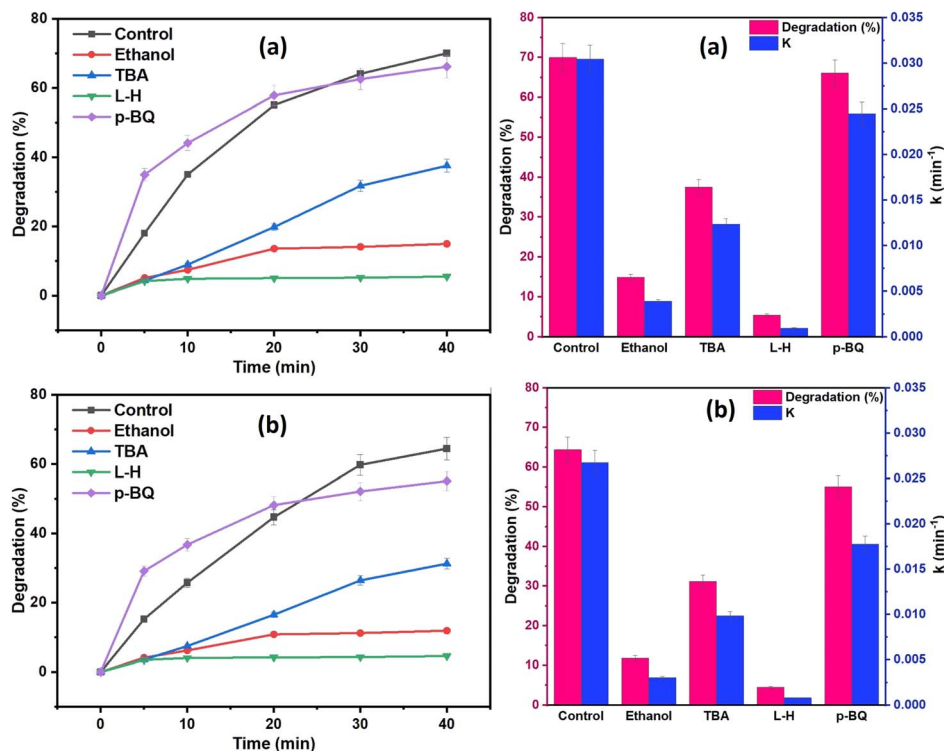 80
60
40
20
0
Degradation (%)
Control
Ethanol
TBA
L-H
p-BQ
(a)
0 10 20 30 40
Time (min)
80
70
60
50
40
30
20
10
0
Degradation (%)
(a)
Degradation (%)
K
0.035
0.030
0.025
0.020
0.015
0.010
0.005
0.000
k (min⁻¹)
Control Ethanol TBA L-H p-BQ
80
60
40
20
0
Degradation (%)
Control
Ethanol
TBA
L-H
p-BQ
(b)
0 10 20 30 40
Time (min)
80
70
60
50
40
30
20
10
0
Degradation (%)
(b)
Degradation (%)
K
0.035
0.030
0.025
0.020
0.015
0.010
0.005
0.000
k (min⁻¹)
Control Ethanol TBA L-H p-BQ